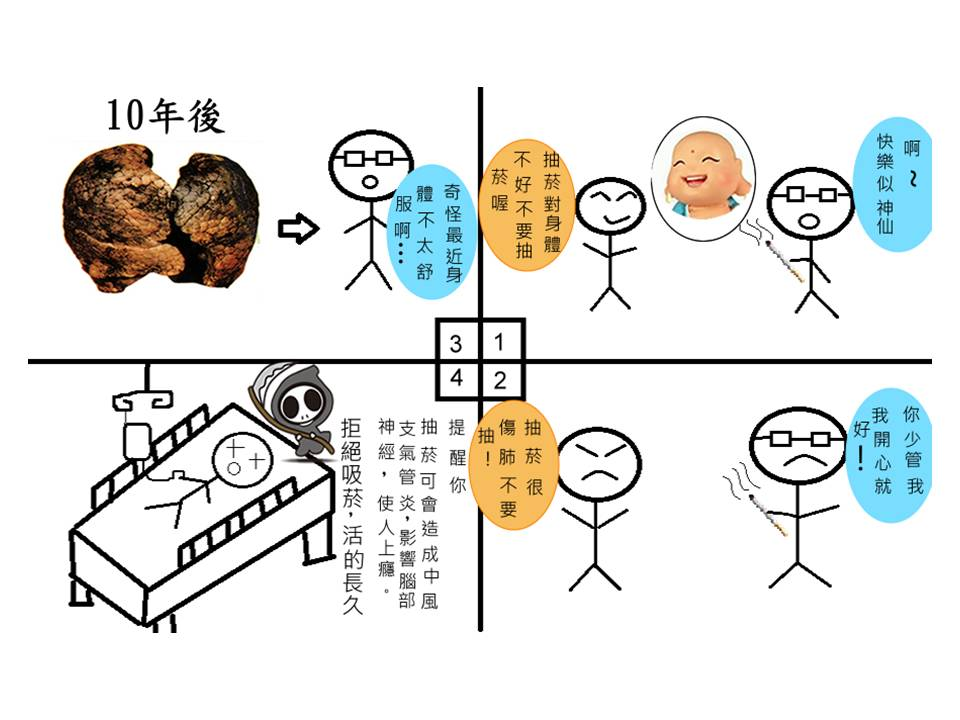 啊～
快樂似神仙
抽菸對身體
不好不要抽
菸喔
1
你少管我
我開心就
好！
抽菸很
傷肺不要
抽！
2
10年後
奇怪最近身
體不太舒
服啊…
3
4
提醒你
抽菸可會造成中風
支氣管炎，影響腦部
神經，使人上癮。
拒絕吸菸，活的長久